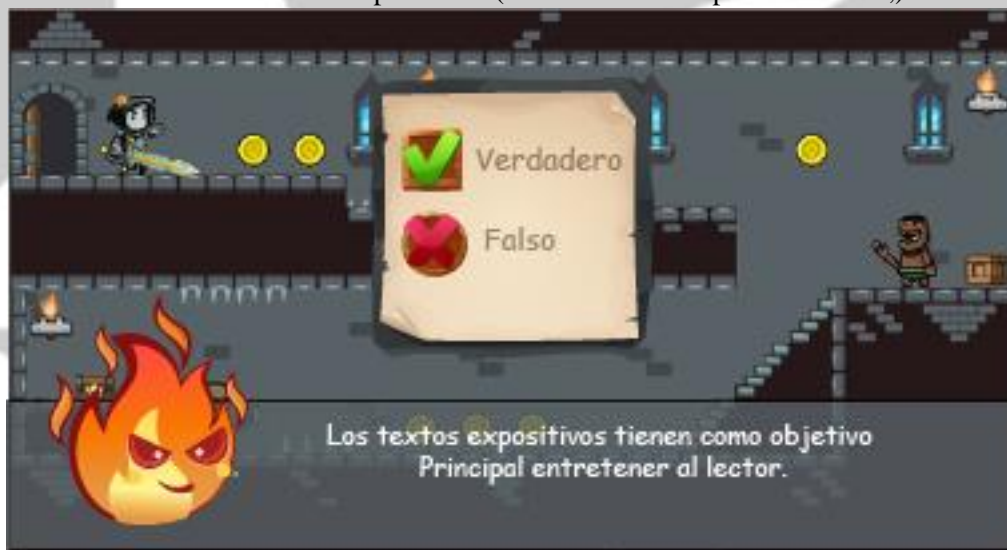 Verdadero
Falso
Los textos expositivos tienen como objetivo
Principal entretener al lector.